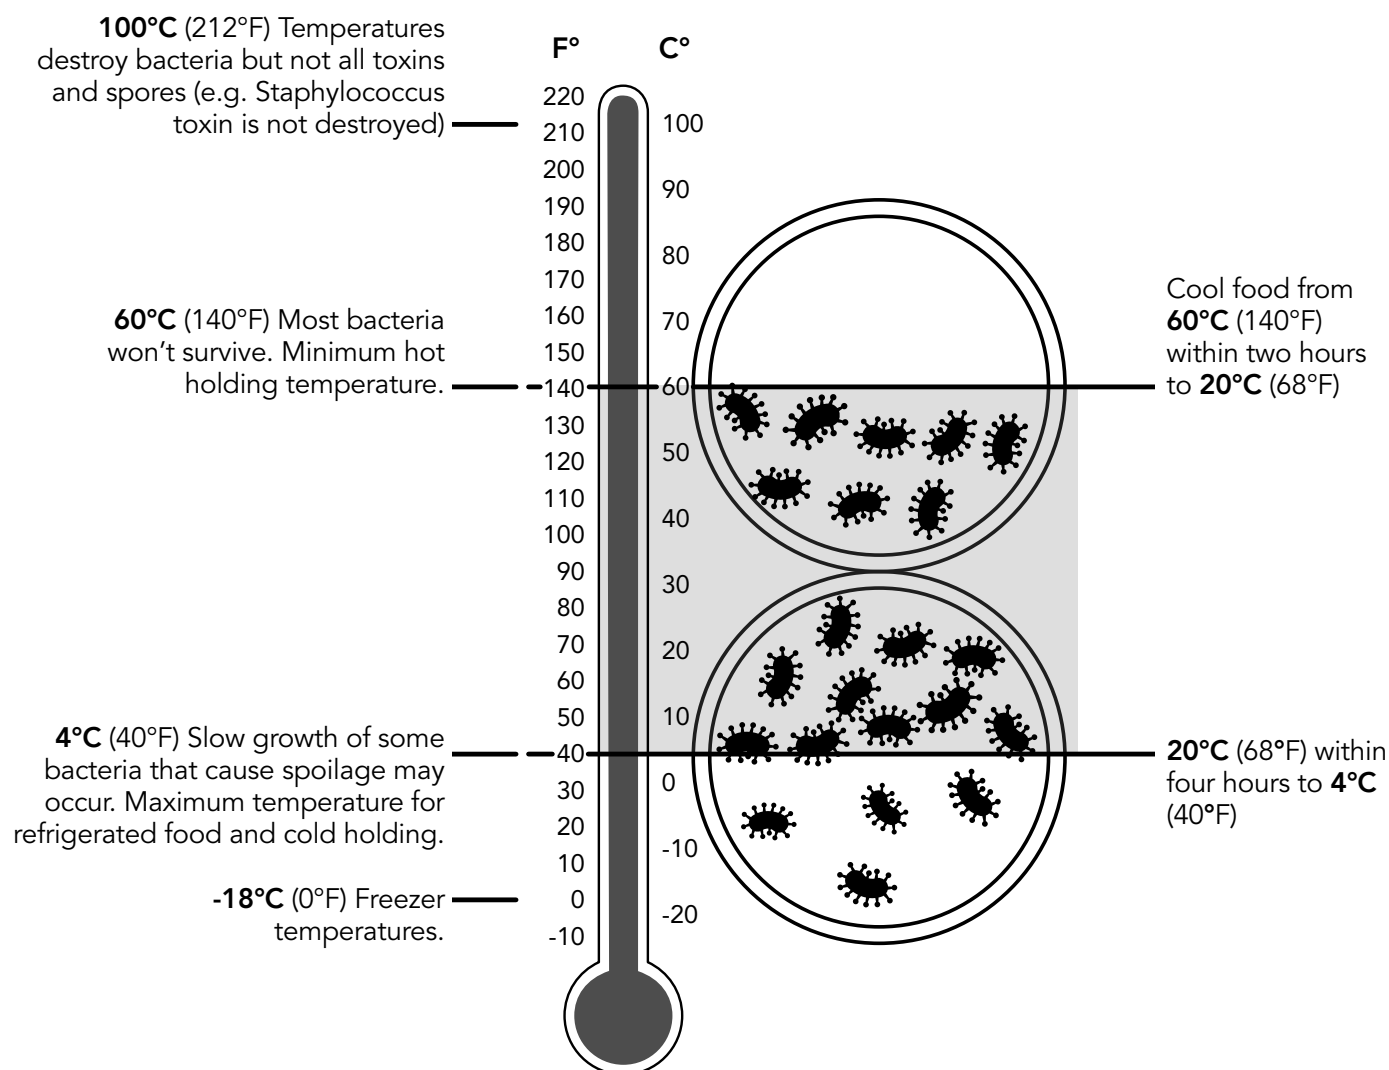 100°C (212°F) Temperatures
destroy bacteria but not all toxins
and spores (e.g. Staphylococcus
toxin is not destroyed)
60°C (140°F) Most bacteria
won't survive. Minimum hot
holding temperature.
4°C (40°F) Slow growth of some
bacteria that cause spoilage may
occur. Maximum temperature for
refrigerated food and cold holding.
-18°C (0°F) Freezer
temperatures.
F°
220
210
200
190
180
170
160
150
140
130
120
110
100
90
80
70
60
50
40
30
20
10
0
-10
C°
100
90
80
70
60
50
40
30
20
10
0
-10
-20
Cool food from
60°C (140°F)
within two hours
to 20°C (68°F)
20°C (68°F) within
four hours to 4°C
(40°F)